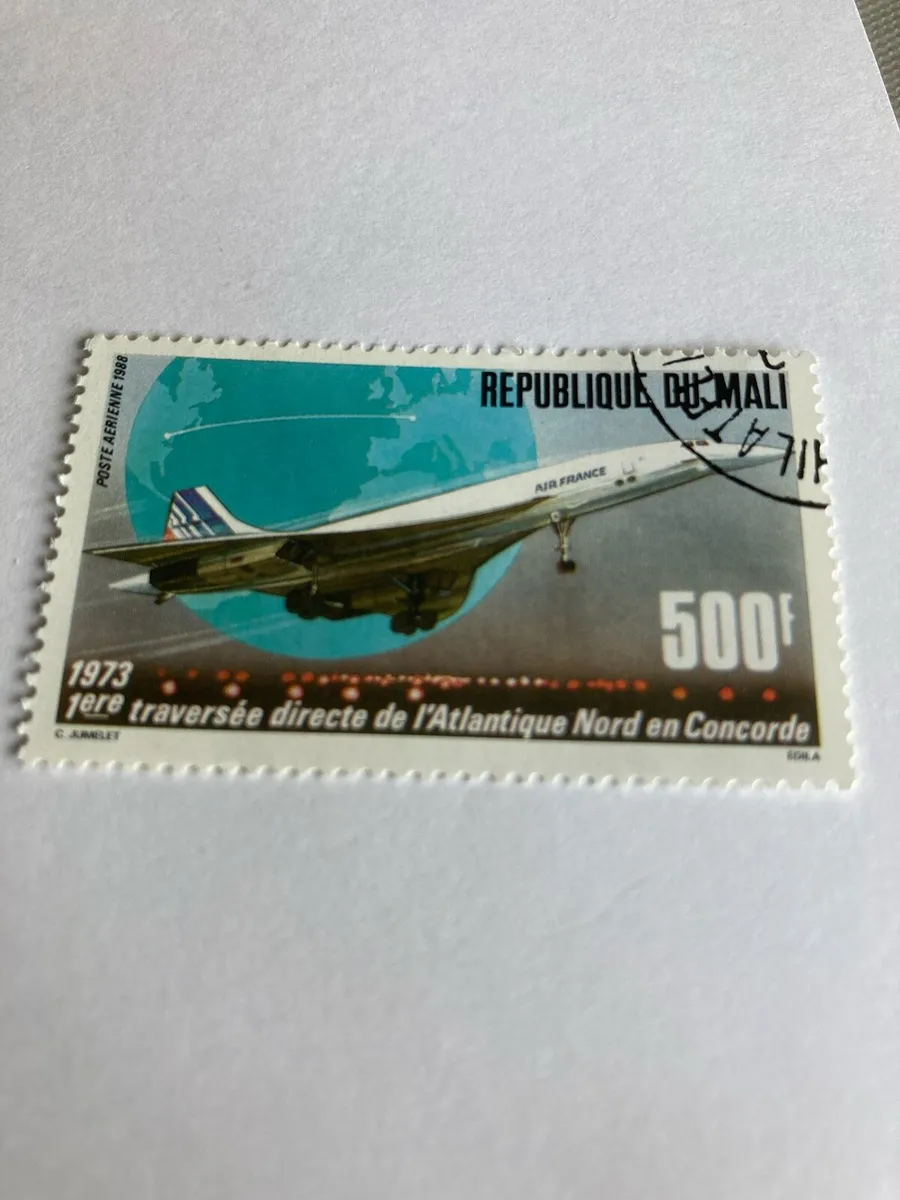 POSTE AERIENNE 1988
REPUBLIQUE DU MALI
AIR FRANCE
500F
1973
1ere traversée directe de l'Atlantique Nord en Concorde
C. JUMELET
EDILA